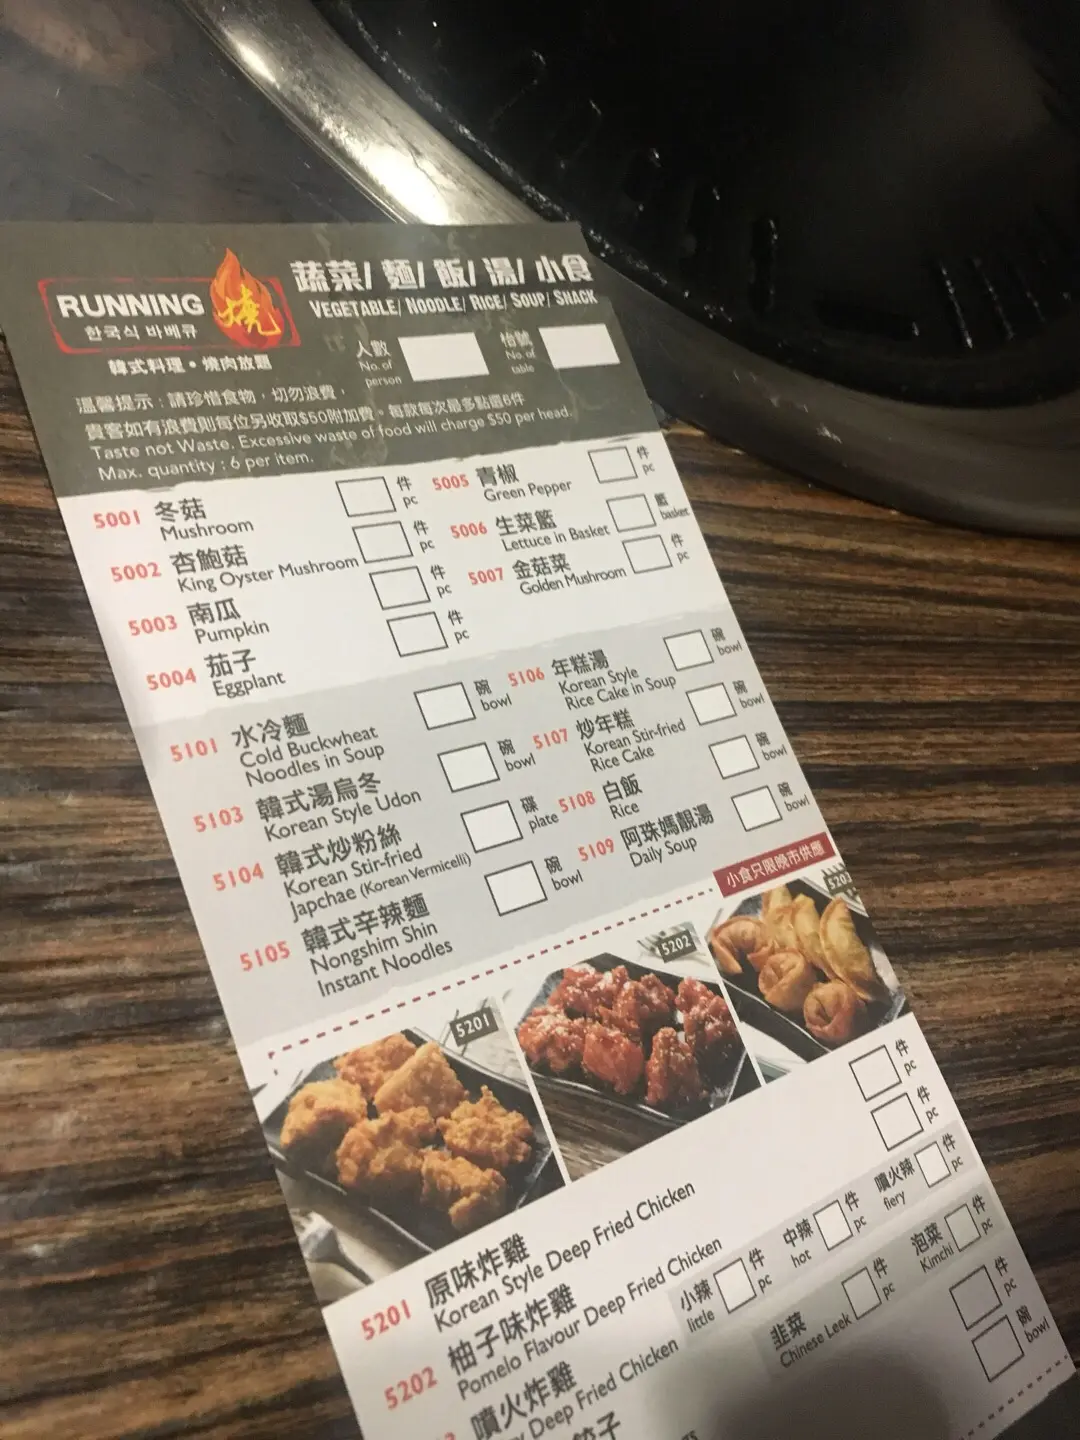 RUNNING 燒
한국식 바베큐
韓式料理•燒肉放題
蔬菜/ 麵/ 飯/ 湯/ 小食
VEGETABLE/ NOODLE/ RICE/ SOUP/ SNACK
人數
No. of
person
枱號
No. of
table
溫馨提示：請珍惜食物，切勿浪費，
貴客如有浪費則每位另收取$50附加費。每款每次最多點選6件
Taste not Waste. Excessive waste of food will charge $50 per head.
Max. quantity : 6 per item.
5001 冬菇 件
Mushroom pc
5002 杏鮑菇 件
King Oyster Mushroom pc
5003 南瓜 件
Pumpkin pc
5004 茄子 件
Eggplant pc
5005 青椒 件
Green Pepper pc
5006 生菜籃 籃
Lettuce in Basket basket
5007 金菇菜 件
Golden Mushroom pc
5101 水冷麵 碗
Cold Buckwheat bowl
Noodles in Soup
5103 韓式湯烏冬 碗
Korean Style Udon bowl
5104 韓式炒粉絲 碟
Korean Stir-fried plate
Japchae (Korean Vermicelli)
5105 韓式辛辣麵 碗
Nongshim Shin bowl
Instant Noodles
5106 年糕湯 碗
Korean Style bowl
Rice Cake in Soup
5107 炒年糕 碗
Korean Stir-fried bowl
Rice Cake
5108 白飯 碗
Rice bowl
5109 阿珠媽靚湯 碗
Daily Soup bowl
小食只限晚市供應
5201
5202
5203
5201 原味炸雞 件
Korean Style Deep Fried Chicken pc
5202 柚子味炸雞 件
Pomelo Flavour Deep Fried Chicken pc
噴火炸雞
Deep Fried Chicken
小辣 件
little pc
中辣 件
hot pc
噴火辣 件
fiery pc
餃子
韭菜 件
Chinese Leek pc
泡菜 件
Kimchi pc
件
pc
碗
bowl